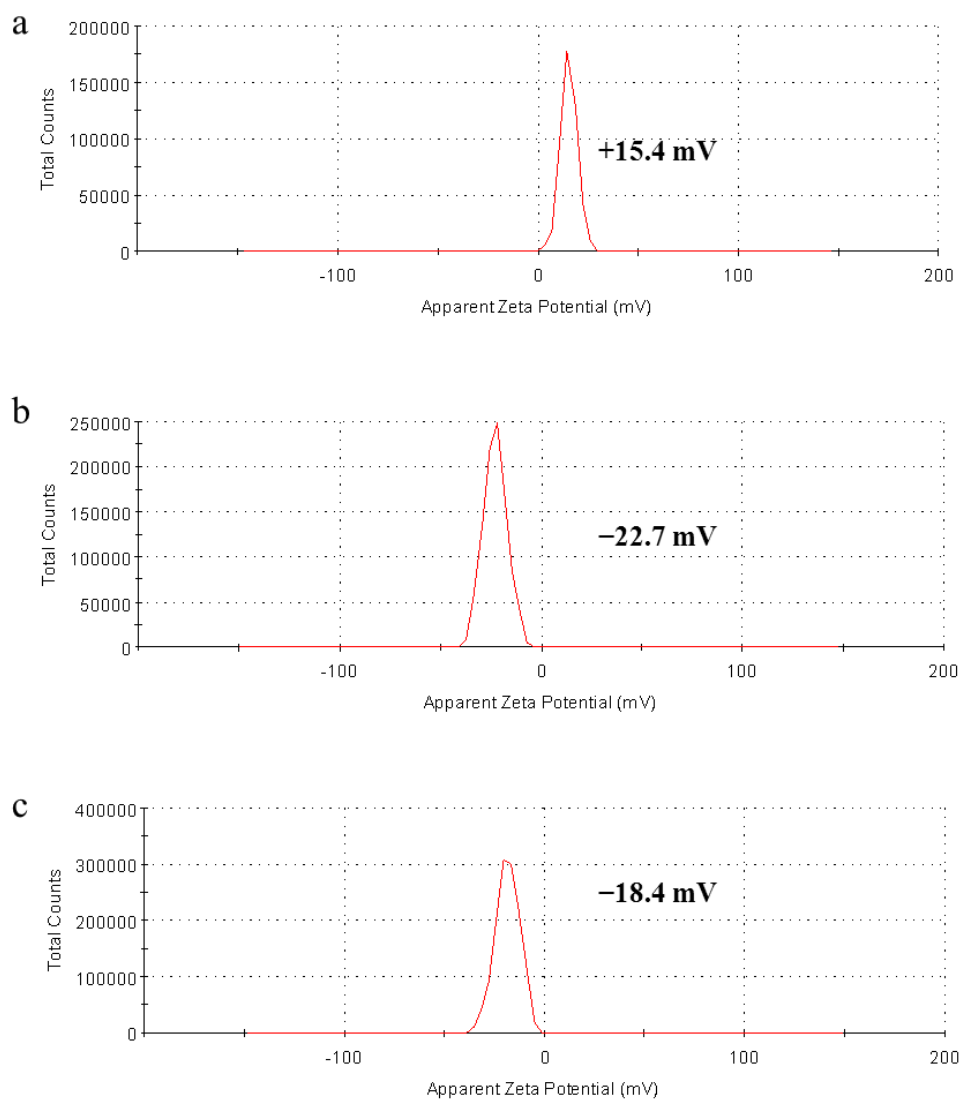 a
200000
150000
100000
50000
0
Total Counts
+15.4 mV
-100 0 100 200
Apparent Zeta Potential (mV)
b
250000
200000
150000
100000
50000
0
Total Counts
−22.7 mV
-100 0 100 200
Apparent Zeta Potential (mV)
c
400000
300000
200000
100000
0
Total Counts
−18.4 mV
-100 0 100 200
Apparent Zeta Potential (mV)